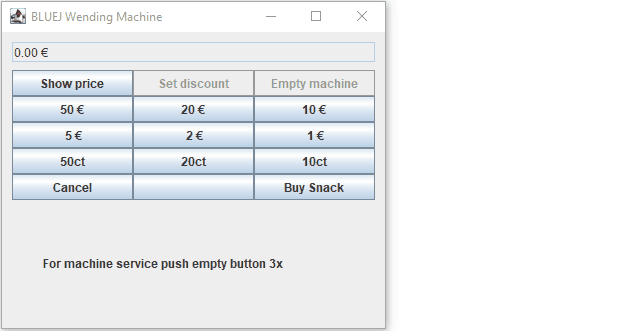 BLUEJ Wending Machine
0.00 €
Show price Set discount Empty machine
50 € 20 € 10 €
5 € 2 € 1 €
50ct 20ct 10ct
Cancel Buy Snack
For machine service push empty button 3x